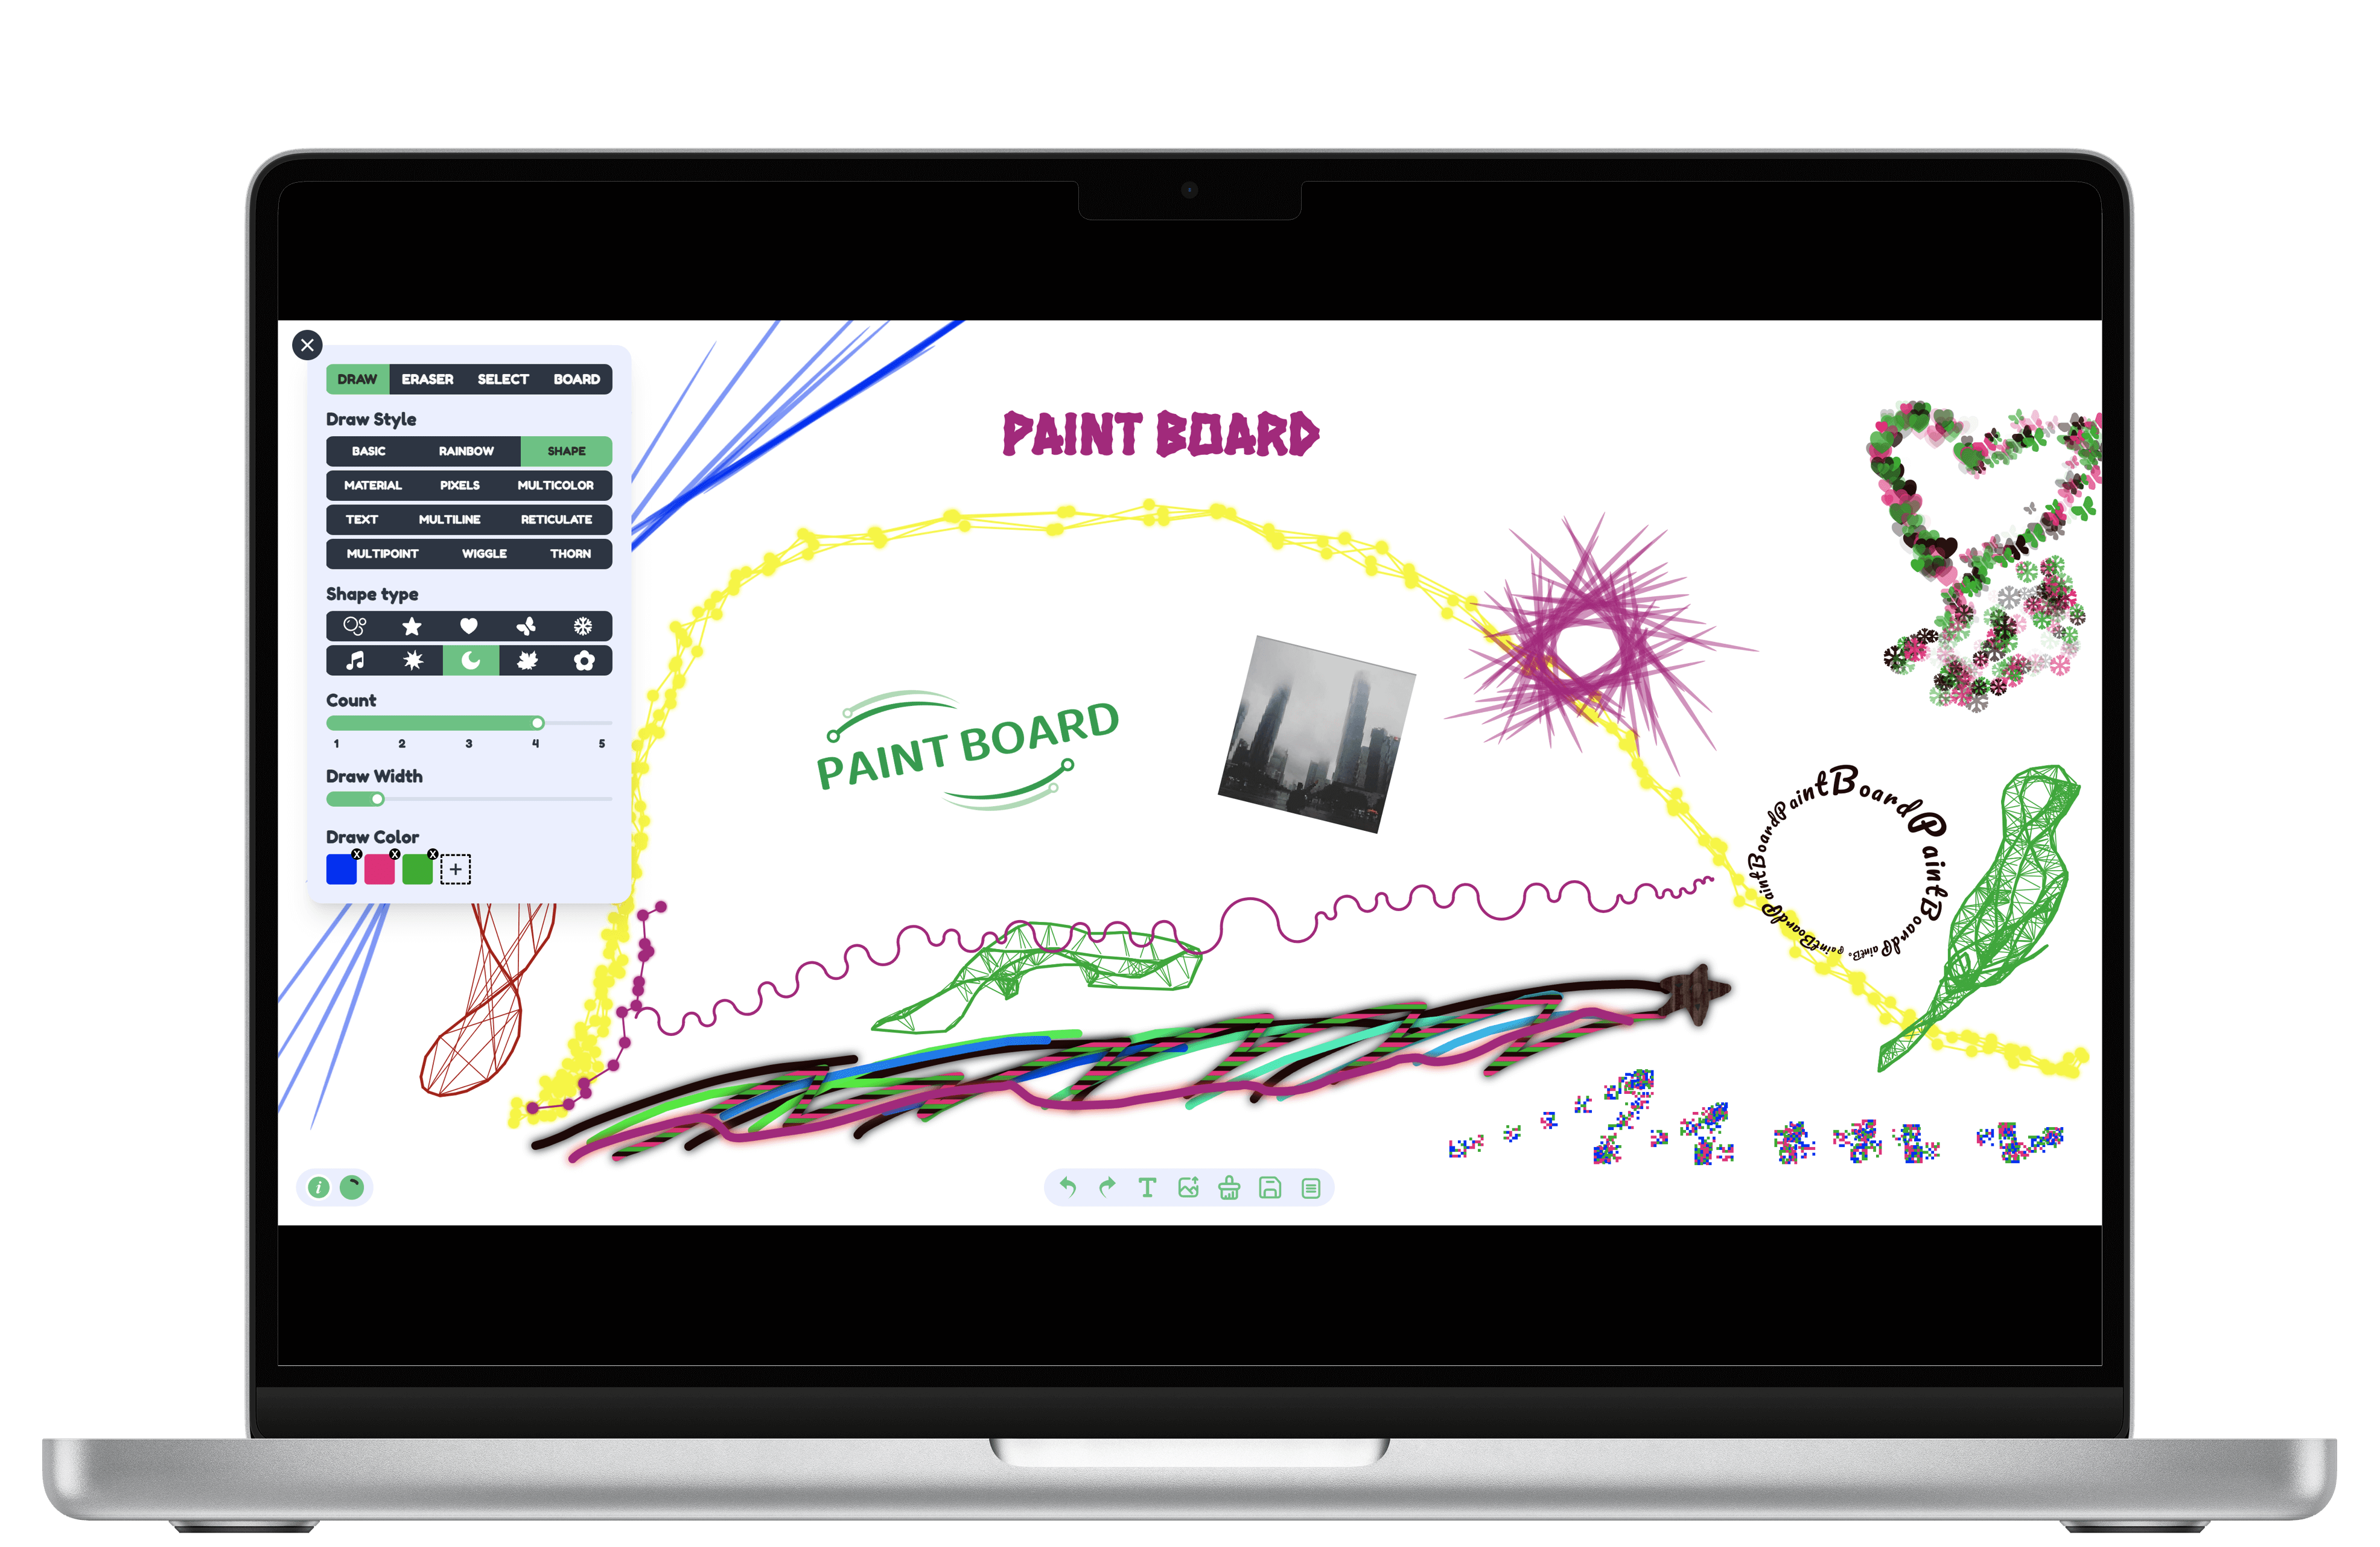 DRAW ERASER SELECT BOARD
Draw Style
BASIC RAINBOW SHAPE
MATERIAL PIXELS MULTICOLOR
TEXT MULTILINE RETICULATE
MULTIPOINT WIGGLE THORN
Shape type
Count
1 2 3 4 5
Draw Width
Draw Color
X X X +
PAINT BOARD
PAINT BOARD
PaintBoardPaintBoardPaintBoardPaintBoardPaintBoardPaintB
i
T